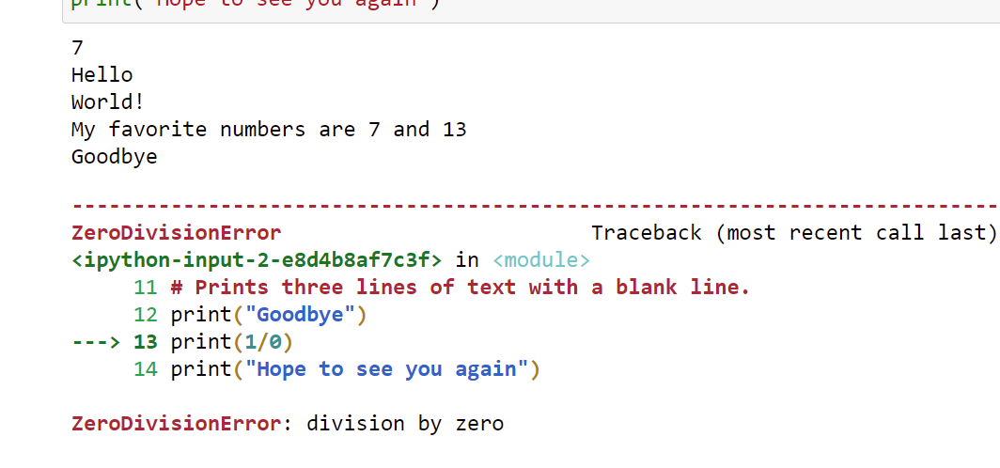 print("Hope to see you again")
7
Hello
World!
My favorite numbers are 7 and 13
Goodbye
---------------------------------------------------------------------------
ZeroDivisionError                         Traceback (most recent call last)
<ipython-input-2-e8d4b8af7c3f> in <module>
     11 # Prints three lines of text with a blank line.
     12 print("Goodbye")
---> 13 print(1/0)
     14 print("Hope to see you again")
ZeroDivisionError: division by zero